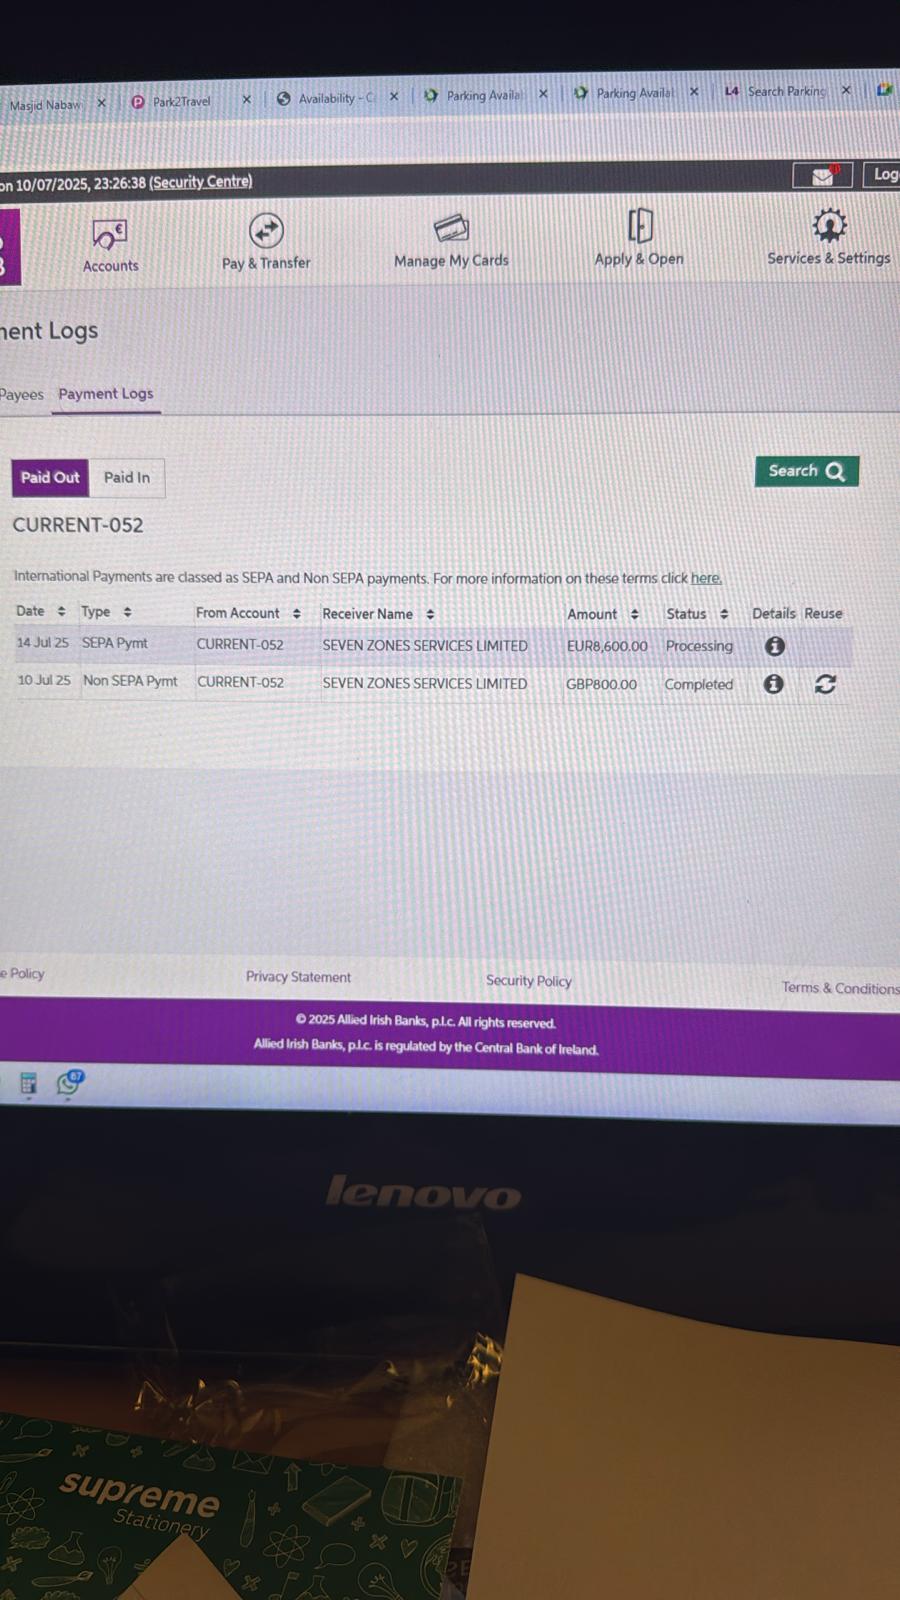 Masjid Nabaw
Park2Travel
Availability - C
Parking Availal
Parking Availal
L4 Search Parking
on 10/07/2025, 23:26:38 (Security Centre)
Log
Accounts
Pay & Transfer
Manage My Cards
Apply & Open
Services & Settings
nent Logs
Payees Payment Logs
Paid Out Paid In
Search
CURRENT-052
International Payments are classed as SEPA and Non SEPA payments. For more information on these terms click here.
Date Type From Account Receiver Name Amount Status Details Reuse
14 Jul 25 SEPA Pymt CURRENT-052 SEVEN ZONES SERVICES LIMITED EUR8,600.00 Processing
10 Jul 25 Non SEPA Pymt CURRENT-052 SEVEN ZONES SERVICES LIMITED GBP800.00 Completed
e Policy Privacy Statement Security Policy Terms & Conditions
© 2025 Allied Irish Banks, p.l.c. All rights reserved.
Allied Irish Banks, p.l.c. is regulated by the Central Bank of Ireland.
67
lenovo
supreme
Stationery